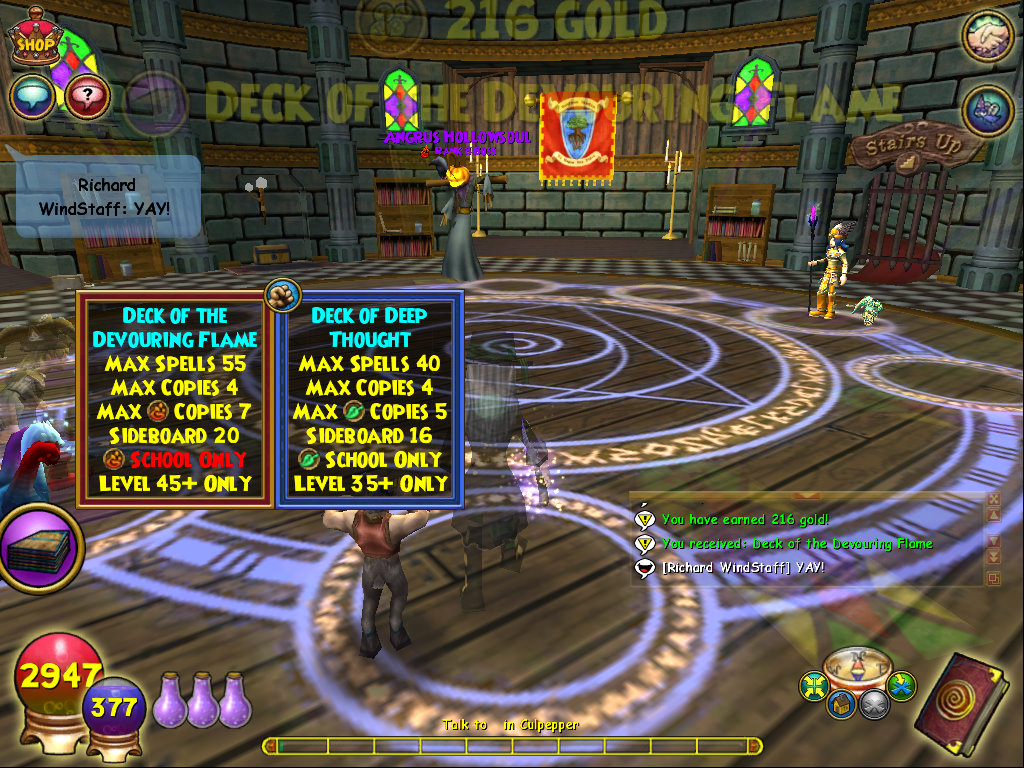 216 GOLD
SHOP
?
DECK OF THE DEVOURING FLAME
ANGRUS HOLLOWSOUL
Stairs Up
Richard
WindStaff: YAY!
DECK OF THE
DEVOURING FLAME
MAX SPELLS 55
MAX COPIES 4
MAX COPIES 7
SIDEBOARD 20
SCHOOL ONLY
LEVEL 45+ ONLY
DECK OF DEEP
THOUGHT
MAX SPELLS 40
MAX COPIES 4
MAX COPIES 5
SIDEBOARD 16
SCHOOL ONLY
LEVEL 35+ ONLY
You have earned 216 gold!
You received: Deck of the Devouring Flame
[Richard WindStaff] YAY!
2947
377
Talk to in Culpepper